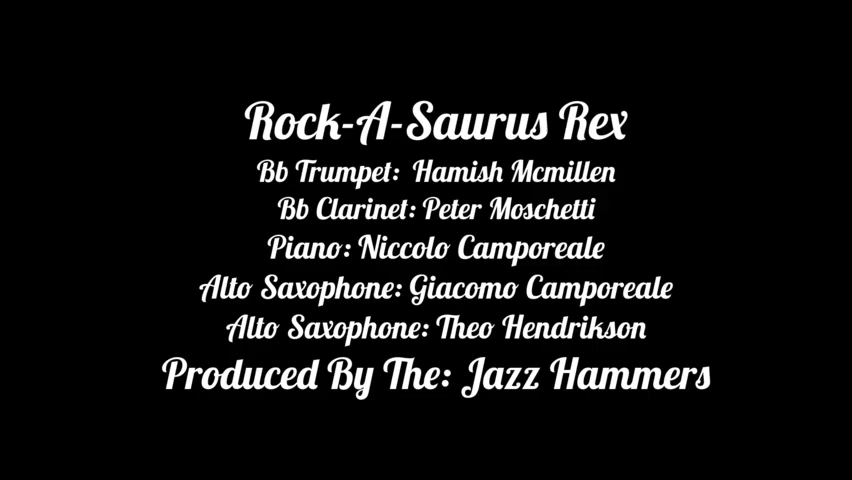 Rock-A-Saurus Rex
Bb Trumpet: Hamish Mcmillen
Bb Clarinet: Peter Moschetti
Piano: Niccolo Camporeale
Alto Saxophone: Giacomo Camporeale
Alto Saxophone: Theo Hendrikson
Produced By The: Jazz Hammers